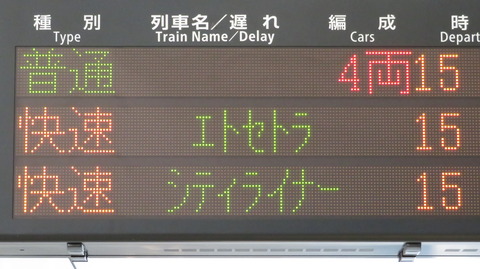 種別 列車名／遅れ 編成 時
Type Train Name／Delay Cars Depart
普通 4両 15
快速 エトセトラ 15
快速 シティライナー 15